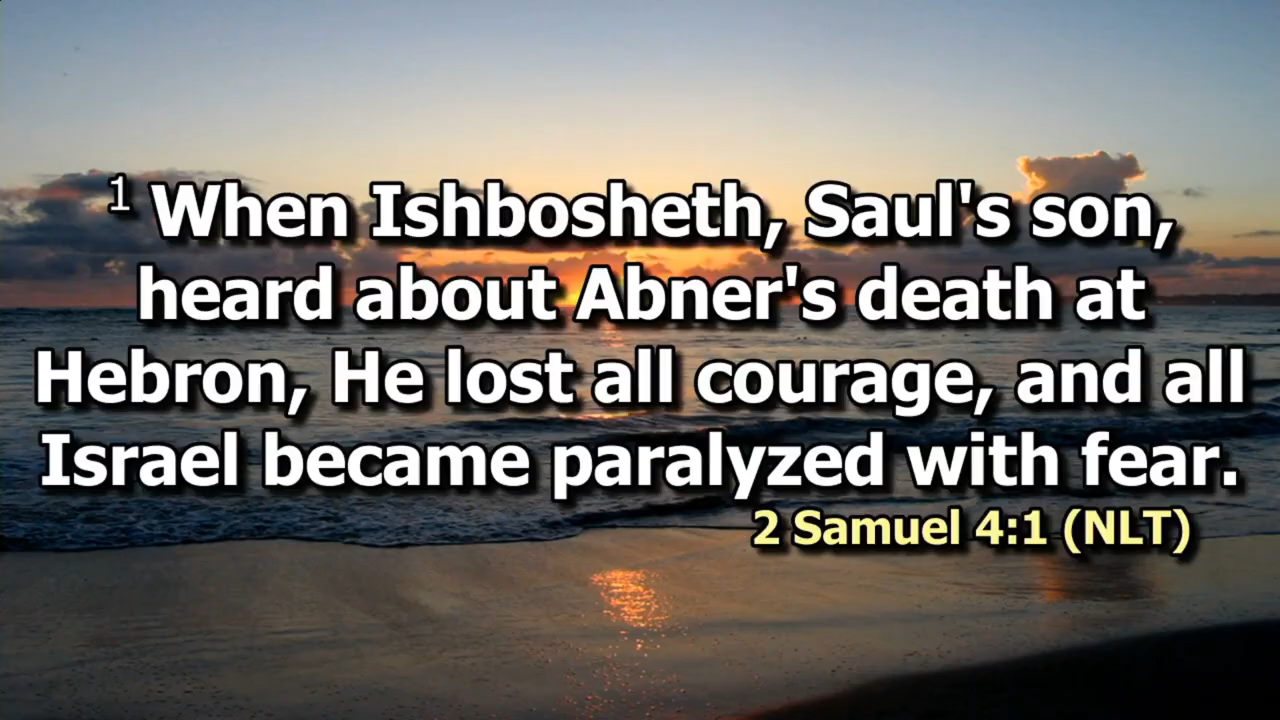 1 When Ishbosheth, Saul's son,
heard about Abner's death at
Hebron, He lost all courage, and all
Israel became paralyzed with fear.
2 Samuel 4:1 (NLT)